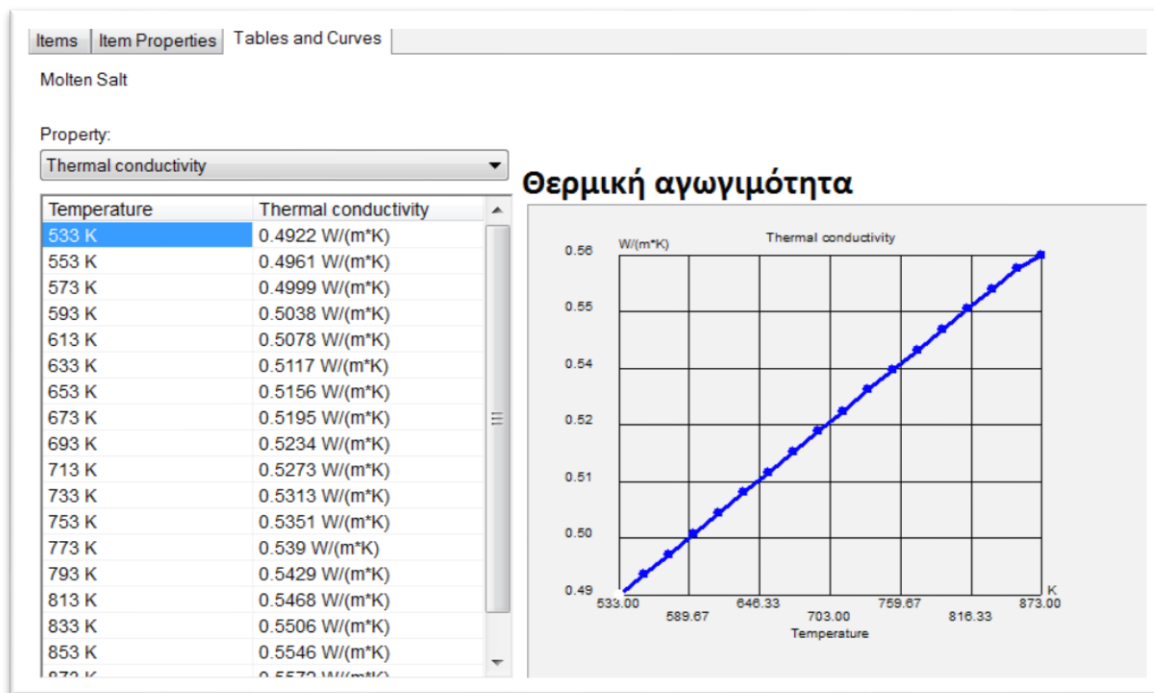 Items Item Properties Tables and Curves
Molten Salt
Property:
Thermal conductivity
Temperature Thermal conductivity
533 K 0.4922 W/(m*K)
553 K 0.4961 W/(m*K)
573 K 0.4999 W/(m*K)
593 K 0.5038 W/(m*K)
613 K 0.5078 W/(m*K)
633 K 0.5117 W/(m*K)
653 K 0.5156 W/(m*K)
673 K 0.5195 W/(m*K)
693 K 0.5234 W/(m*K)
713 K 0.5273 W/(m*K)
733 K 0.5313 W/(m*K)
753 K 0.5351 W/(m*K)
773 K 0.539 W/(m*K)
793 K 0.5429 W/(m*K)
813 K 0.5468 W/(m*K)
833 K 0.5506 W/(m*K)
853 K 0.5546 W/(m*K)
873 K 0.5572 W/(m*K)
Θερμική αγωγιμότητα
Thermal conductivity
W/(m*K)
0.56
0.55
0.54
0.52
0.51
0.50
0.49
533.00 646.33 759.67 873.00 K
589.67 703.00 816.33
Temperature